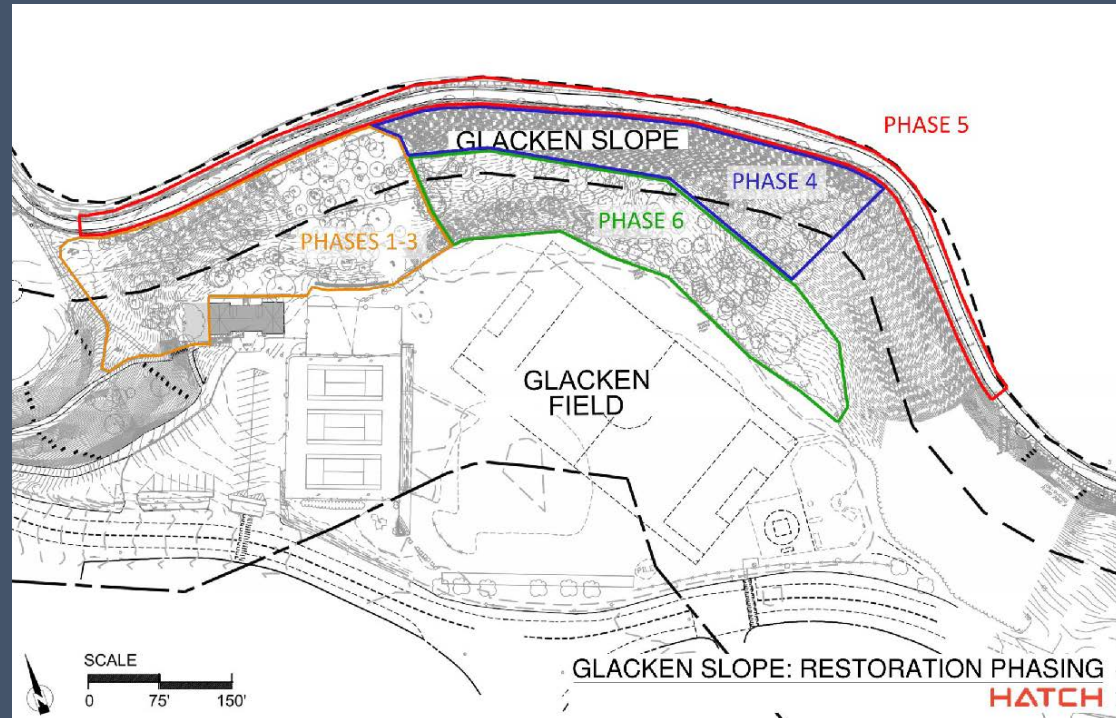 PHASE 5
GLACKEN SLOPE
PHASE 4
PHASE 6
PHASES 1-3
GLACKEN
FIELD
SCALE
0 75' 150'
GLACKEN SLOPE: RESTORATION PHASING
HATCH